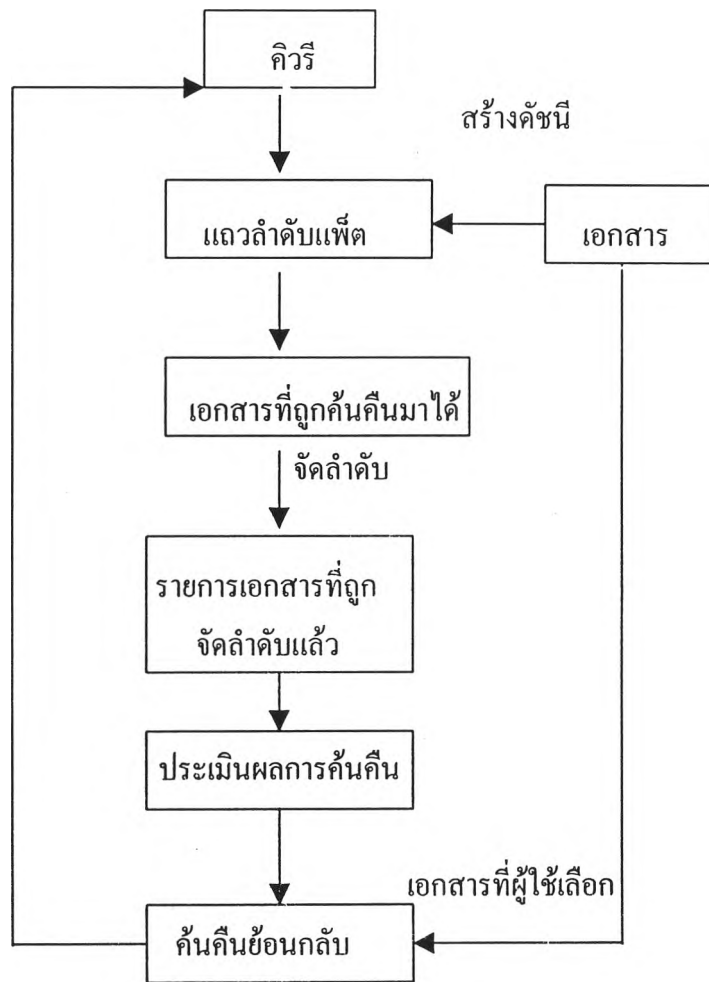 คิวรี
สร้างดัชนี
แถวลำดับแพ็ต
เอกสาร
เอกสารที่ถูกค้นคืนมาได้
จัดลำดับ
รายการเอกสารที่ถูก
จัดลำดับแล้ว
ประเมินผลการค้นคืน
เอกสารที่ผู้ใช้เลือก
ค้นคืนย้อนกลับ